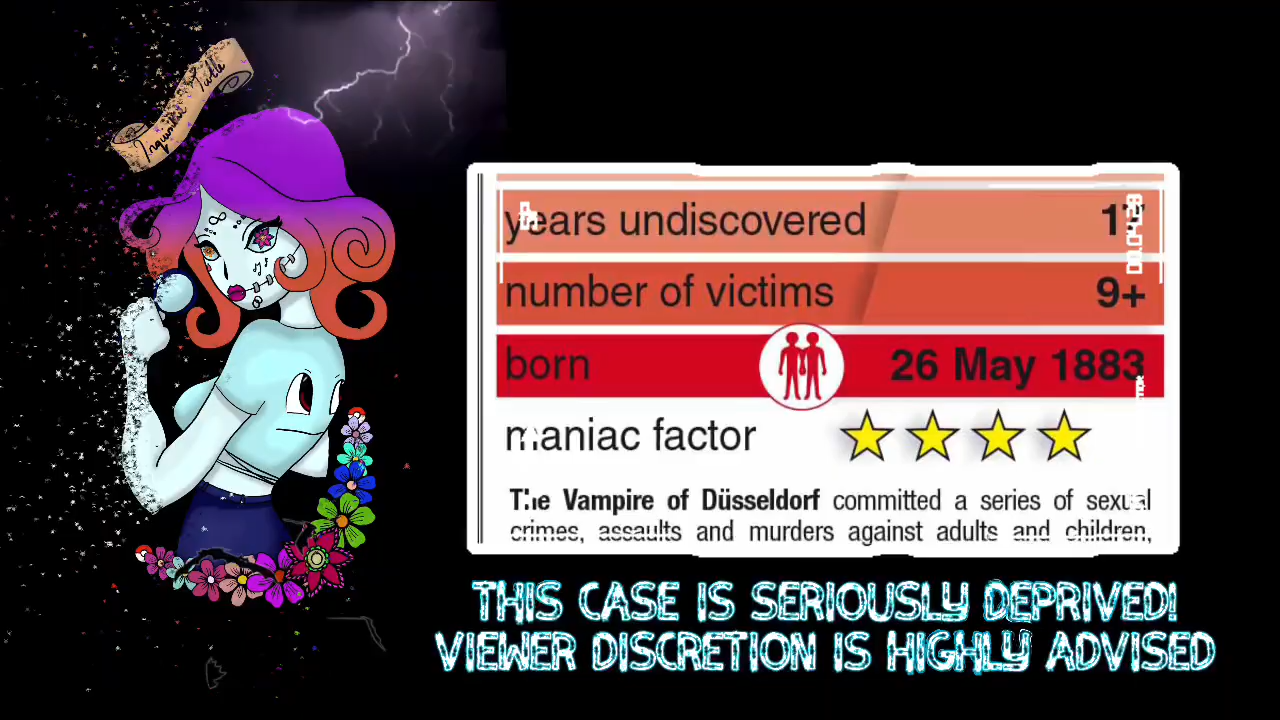 Inquisitive Turtle
years undiscovered
number of victims 9+
born 26 May 1883
maniac factor
The Vampire of Düsseldorf committed a series of sexual
crimes, assaults and murders against adults and children,
THIS CASE IS SERIOUSLY DEPRIVED!
VIEWER DISCRETION IS HIGHLY ADVISED